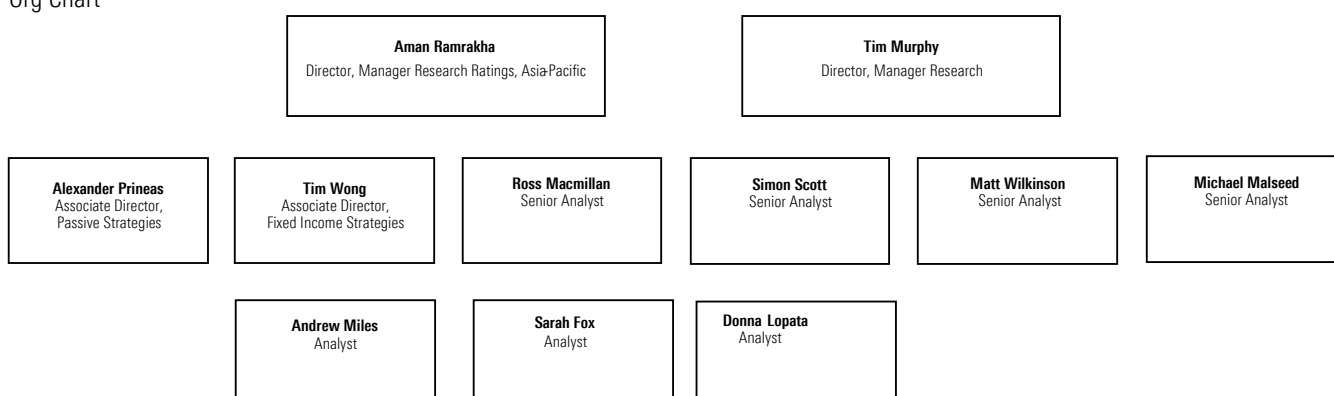 Org Chart
Aman Ramrakha
Director, Manager Research Ratings, Asia-Pacific
Tim Murphy
Director, Manager Research
Alexander Prineas
Associate Director,
Passive Strategies
Tim Wong
Associate Director,
Fixed Income Strategies
Ross Macmillan
Senior Analyst
Simon Scott
Senior Analyst
Matt Wilkinson
Senior Analyst
Michael Malseed
Senior Analyst
Andrew Miles
Analyst
Sarah Fox
Analyst
Donna Lopata
Analyst